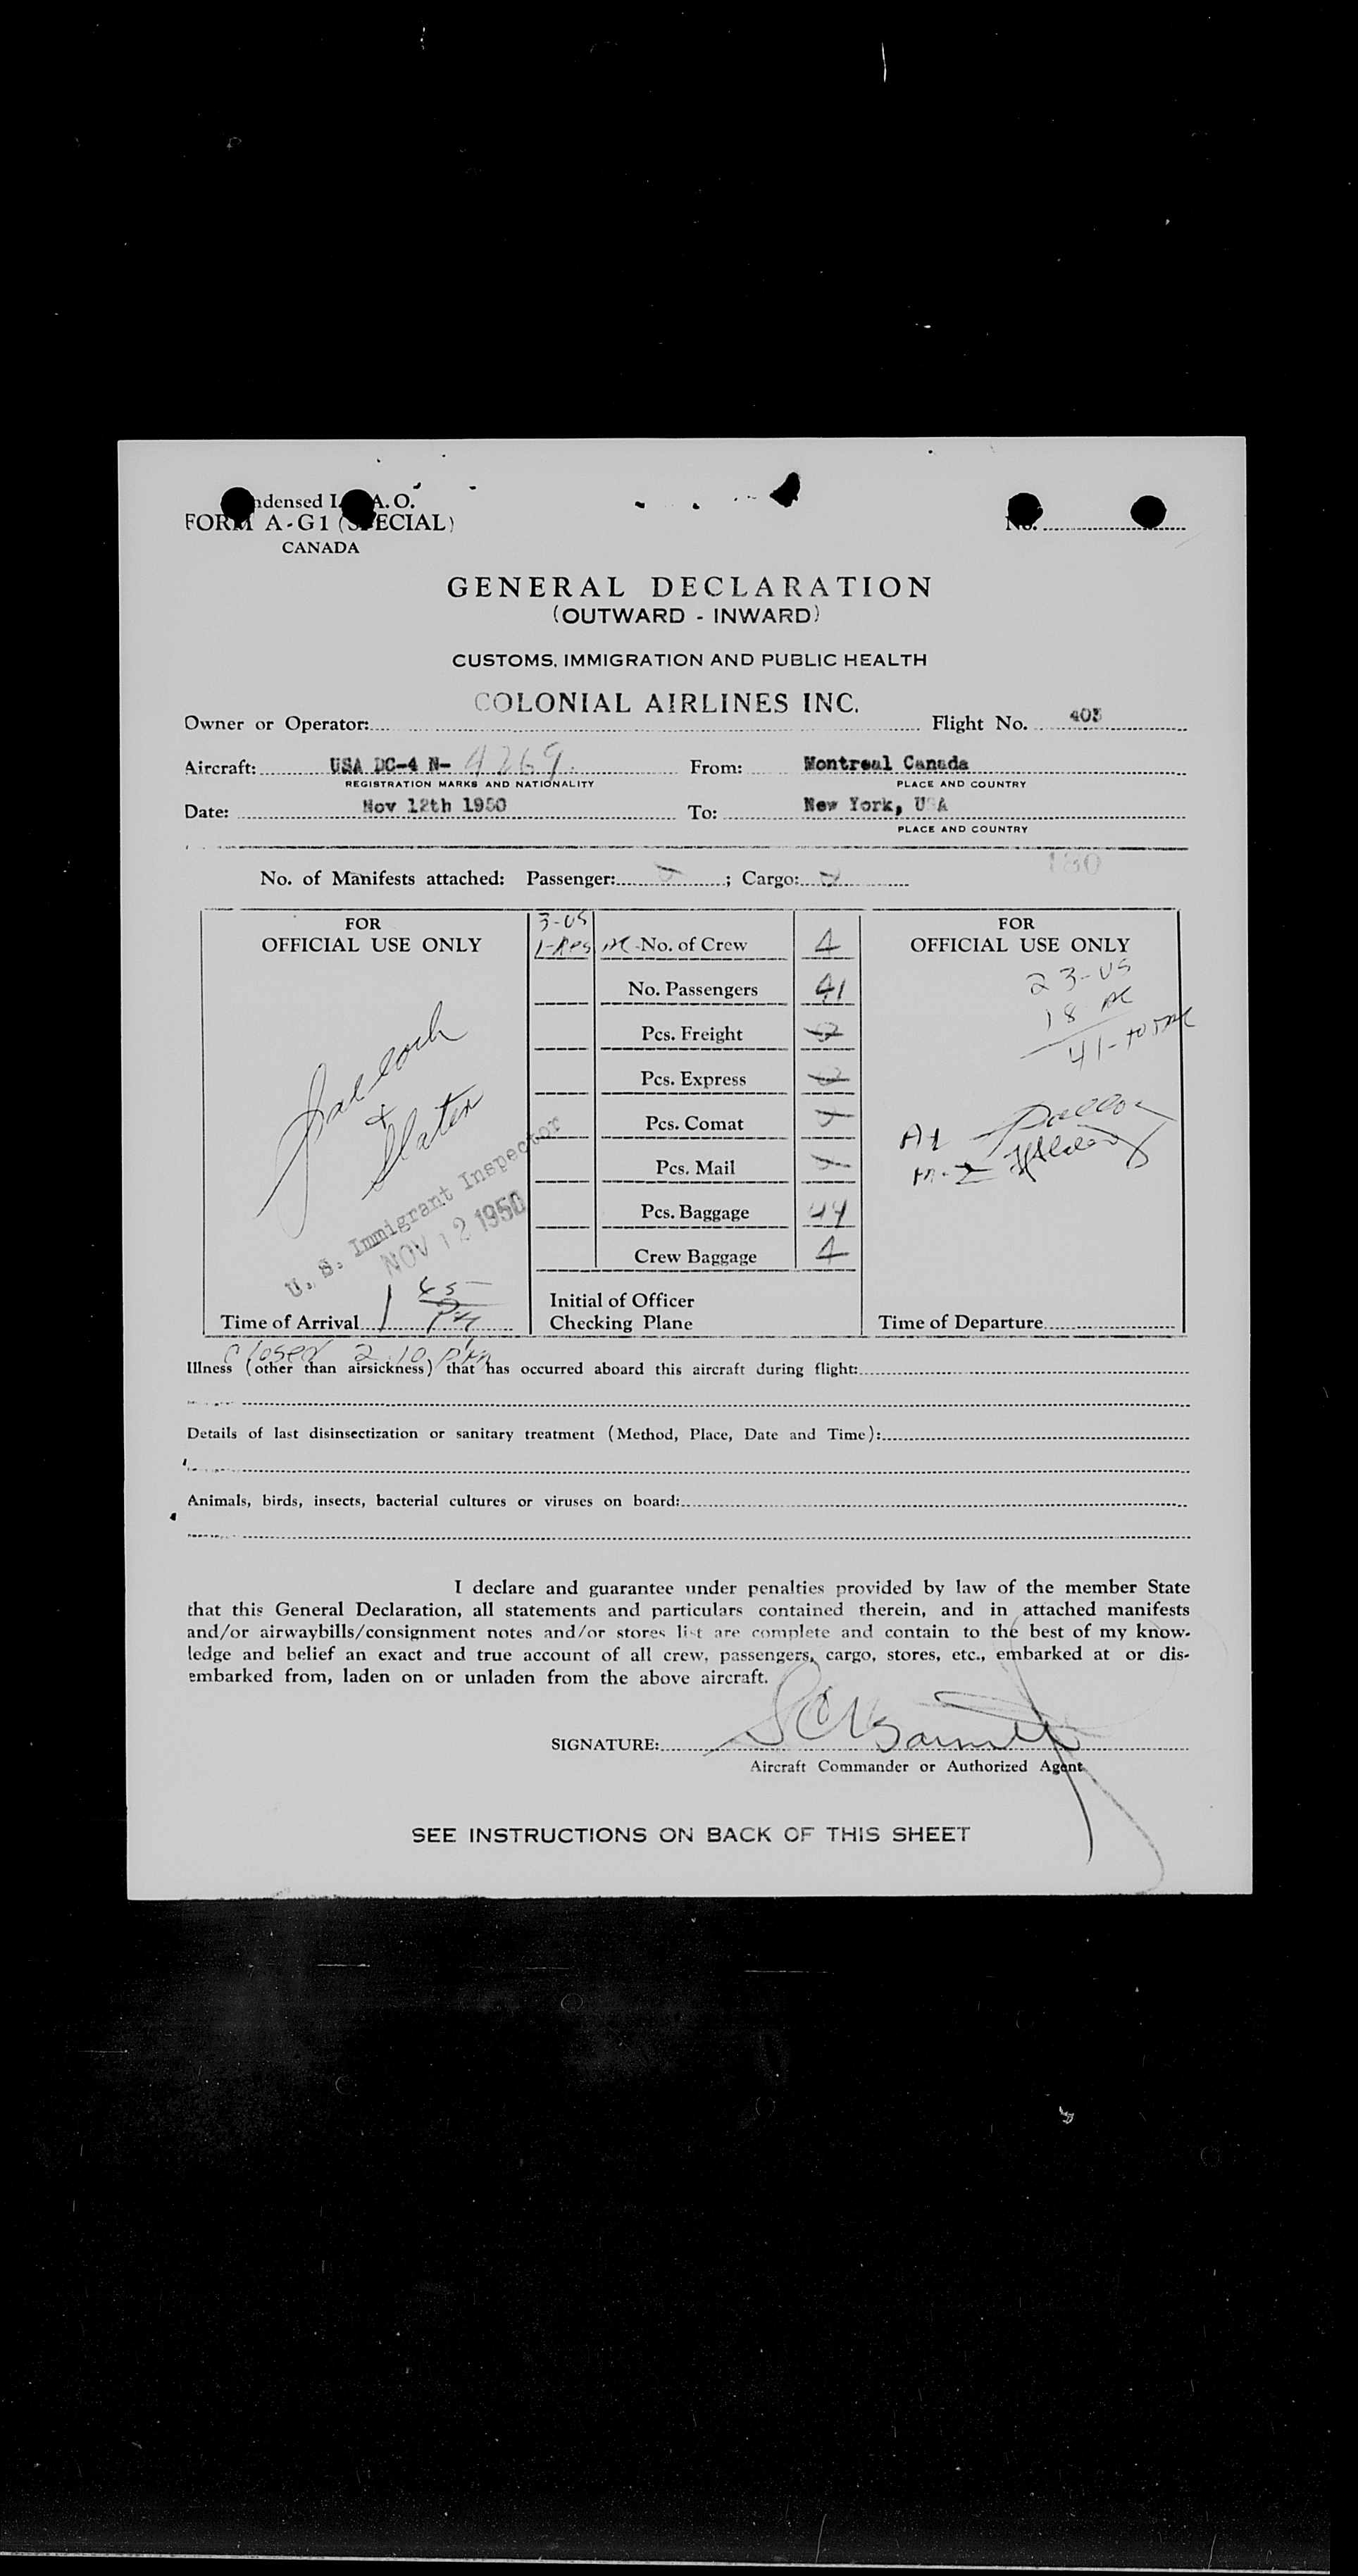 ndensed I. A. O.
FORM A-G1 (SPECIAL)
CANADA
No.
GENERAL DECLARATION
(OUTWARD - INWARD)
CUSTOMS, IMMIGRATION AND PUBLIC HEALTH
COLONIAL AIRLINES INC.
Owner or Operator: Flight No. 403
Aircraft: USA DC-4 N- 4269. From: Montreal Canada
REGISTRATION MARKS AND NATIONALITY PLACE AND COUNTRY
Date: Nov 12th 1950 To: New York, USA
PLACE AND COUNTRY
180
No. of Manifests attached: Passenger: ; Cargo:
FOR
OFFICIAL USE ONLY
& Slater
U. S. Immigrant Inspector
NOV 12 1950
Time of Arrival 1 45 PM
3-US
1-Res No. of Crew 4
No. Passengers 41
Pcs. Freight
Pcs. Express
Pcs. Comat
Pcs. Mail
Pcs. Baggage 44
Crew Baggage 4
Initial of Officer
Checking Plane
FOR
OFFICIAL USE ONLY
23-US
18
41-
Time of Departure
Closed 2.10 PM
Illness (other than airsickness) that has occurred aboard this aircraft during flight:
Details of last disinsectization or sanitary treatment (Method, Place, Date and Time):
Animals, birds, insects, bacterial cultures or viruses on board:
I declare and guarantee under penalties provided by law of the member State
that this General Declaration, all statements and particulars contained therein, and in attached manifests
and/or airwaybills/consignment notes and/or stores list are complete and contain to the best of my know-
ledge and belief an exact and true account of all crew, passengers, cargo, stores, etc., embarked at or dis-
embarked from, laden on or unladen from the above aircraft.
SIGNATURE:
Aircraft Commander or Authorized Agent
SEE INSTRUCTIONS ON BACK OF THIS SHEET